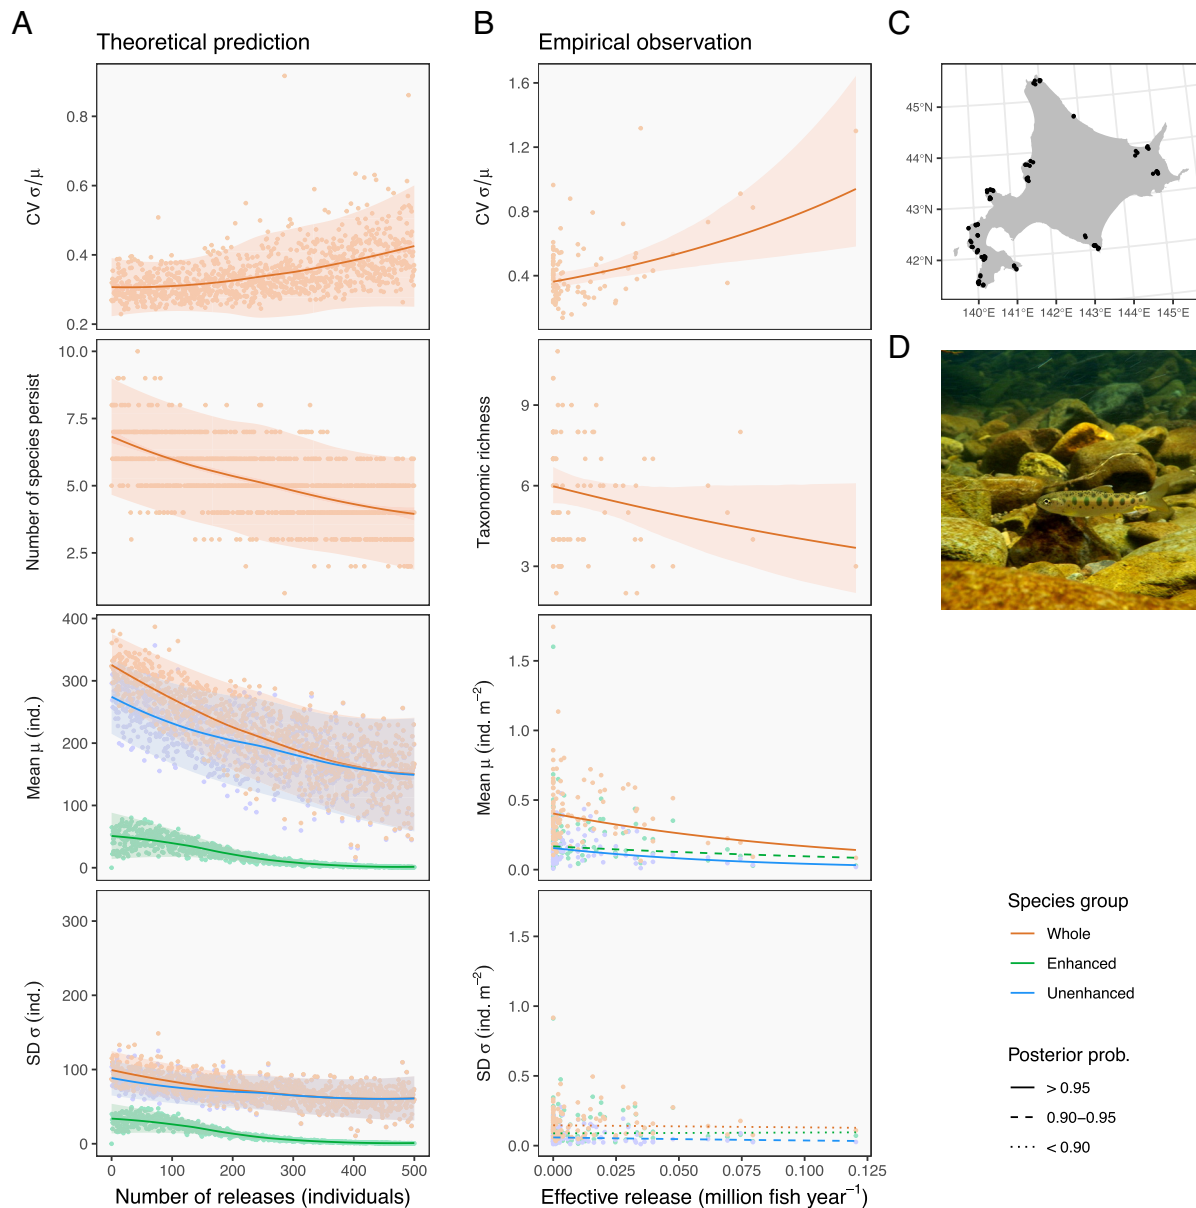 A
B
C
Theoretical prediction
Empirical observation
CV σ/μ
0.8
0.6
0.4
0.2
CV σ/μ
1.6
1.2
0.8
0.4
45°N
44°N
43°N
42°N
140°E 141°E 142°E 143°E 144°E 145°E
D
Number of species persist
10.0
7.5
5.0
2.5
Taxonomic richness
9
6
3
Mean μ (ind.)
400
300
200
100
0
Mean μ (ind. m⁻²)
1.5
1.0
0.5
0.0
SD σ (ind.)
300
200
100
0
SD σ (ind. m⁻²)
1.5
1.0
0.5
0.0
0 100 200 300 400 500
Number of releases (individuals)
0.000 0.025 0.050 0.075 0.100 0.125
Effective release (million fish year⁻¹)
Species group
Whole
Enhanced
Unenhanced
Posterior prob.
> 0.95
0.90–0.95
< 0.90